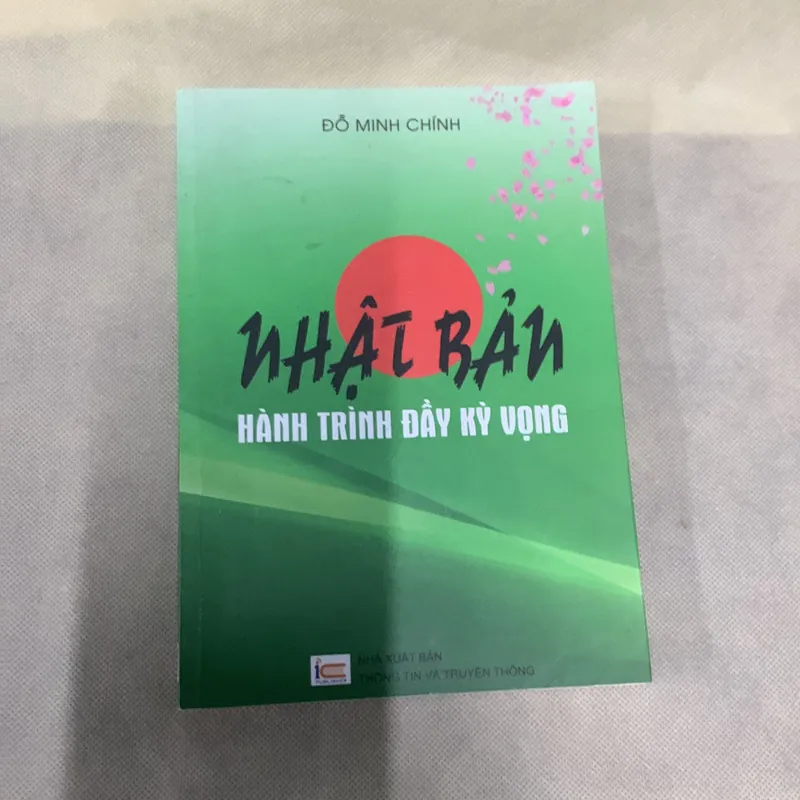 ĐỖ MINH CHÍNH
NHẬT BẢN
HÀNH TRÌNH ĐẦY KỲ VỌNG
NHÀ XUẤT BẢN
THÔNG TIN VÀ TRUYỀN THÔNG